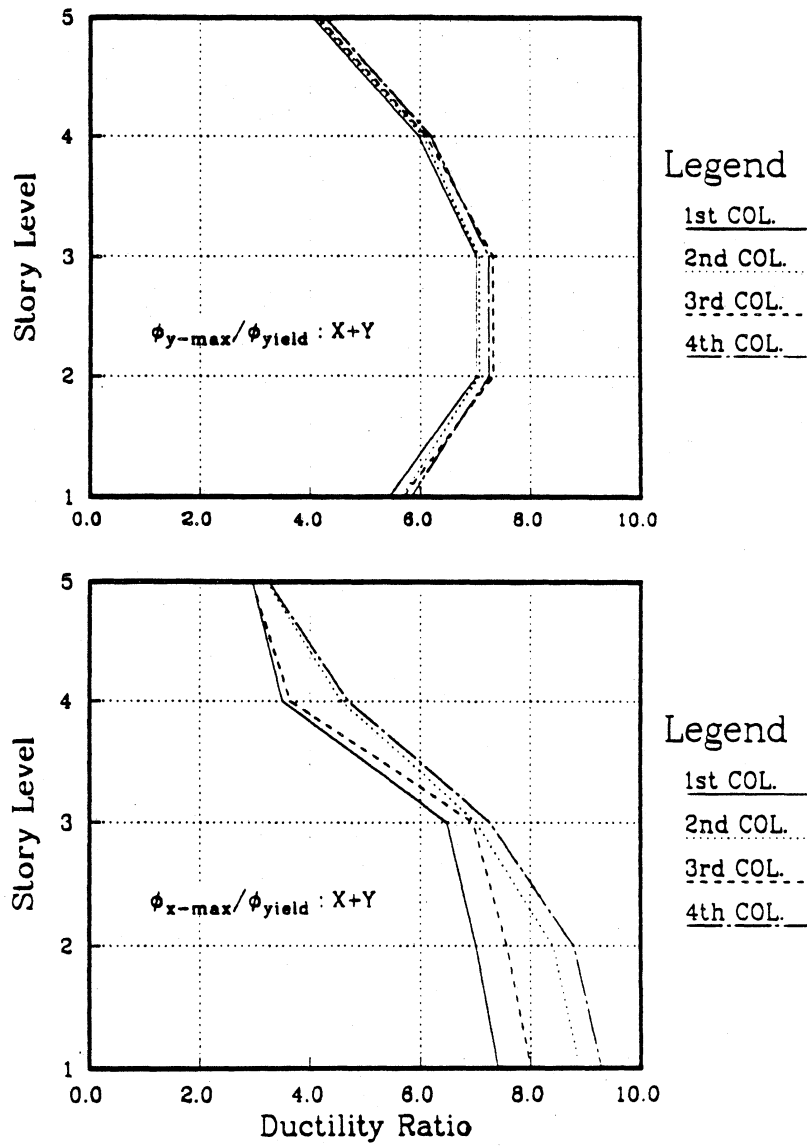 5
4
3
2
1
Story Level
ϕy-max/ϕyield : X+Y
0.0 2.0 4.0 6.0 8.0 10.0
Legend
1st COL.
2nd COL.
3rd COL.
4th COL.
5
4
3
2
1
Story Level
ϕx-max/ϕyield : X+Y
0.0 2.0 4.0 6.0 8.0 10.0
Ductility Ratio
Legend
1st COL.
2nd COL.
3rd COL.
4th COL.